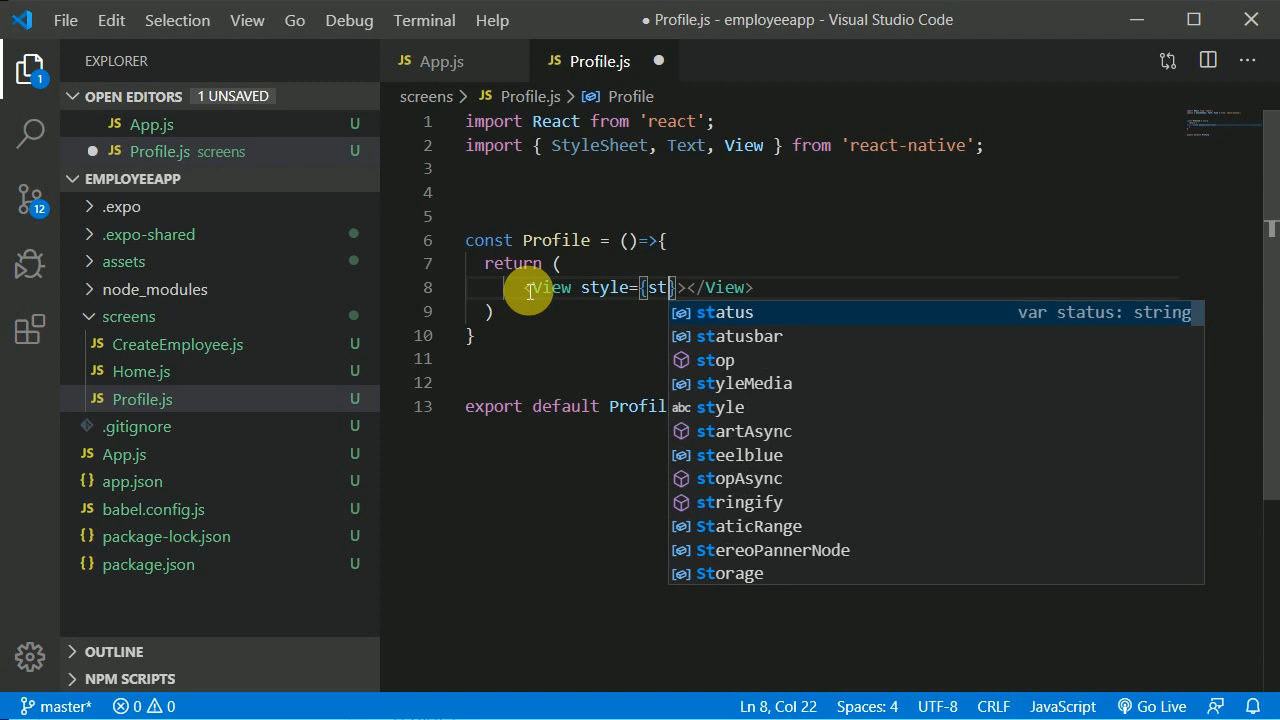 File Edit Selection View Go Debug Terminal Help
● Profile.js - employeeapp - Visual Studio Code
EXPLORER
JS App.js
JS Profile.js
OPEN EDITORS 1 UNSAVED
JS App.js U
JS Profile.js screens U
EMPLOYEEAPP
.expo
.expo-shared
assets
node_modules
screens
JS CreateEmployee.js U
JS Home.js U
JS Profile.js U
.gitignore U
JS App.js U
{} app.json U
JS babel.config.js U
{} package-lock.json U
{} package.json U
OUTLINE
NPM SCRIPTS
1
12
screens > JS Profile.js > Profile
1 import React from 'react';
2 import { StyleSheet, Text, View } from 'react-native';
3
4
5
6 const Profile = ()=>{
7 return (
8 <View style={st}></View>
9 )
10 }
11
12
13 export default Profil
status var status: string
statusbar
stop
styleMedia
abc style
startAsync
steelblue
stopAsync
stringify
StaticRange
StereoPannerNode
Storage
master* 0 0 Ln 8, Col 22 Spaces: 4 UTF-8 CRLF JavaScript Go Live